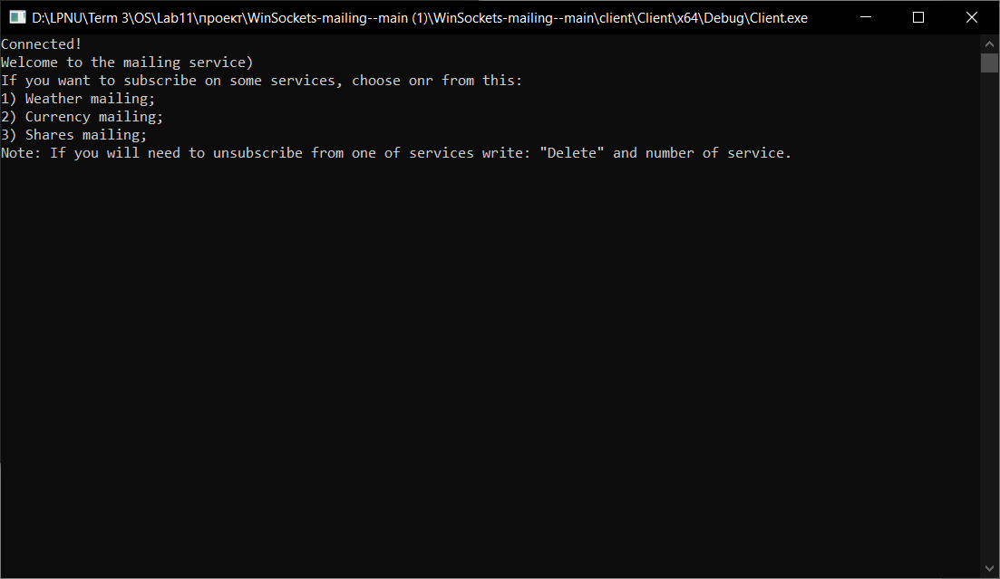 D:\LPNU\Term 3\OS\Lab11\проект\WinSockets-mailing--main (1)\WinSockets-mailing--main\client\Client\x64\Debug\Client.exe
Connected!
Welcome to the mailing service)
If you want to subscribe on some services, choose onr from this:
1) Weather mailing;
2) Currency mailing;
3) Shares mailing;
Note: If you will need to unsubscribe from one of services write: "Delete" and number of service.